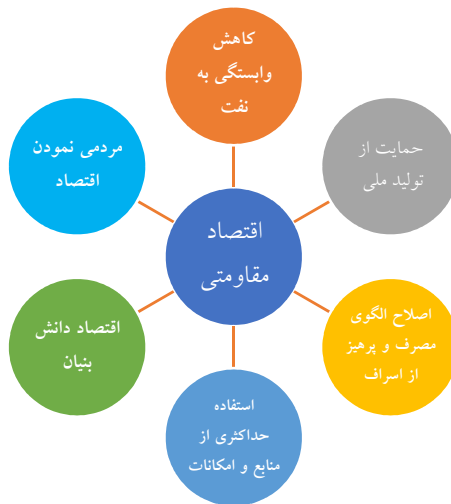 کاهش
وابستگی به
نفت
حمایت از
تولید ملی
اصلاح الگوی
مصرف و پرهیز
از اسراف
استفاده
حداکثری از
منابع و امکانات
اقتصاد دانش
بنیان
مردمی نمودن
اقتصاد
اقتصاد
مقاومتی